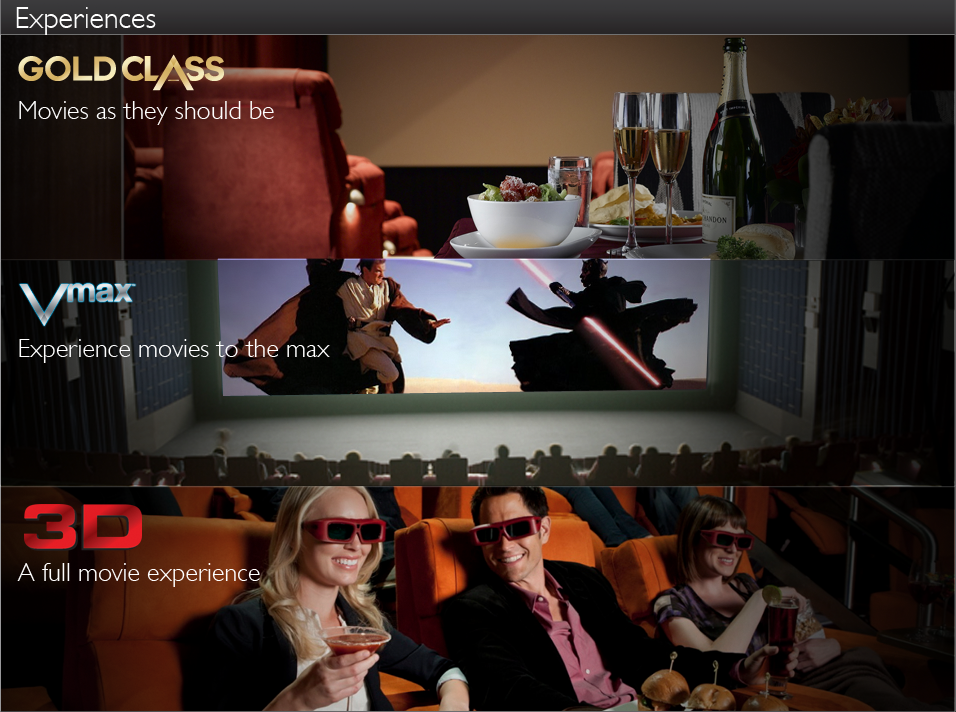 Experiences
GOLD CLASS
Movies as they should be
Vmax
Experience movies to the max
3D
A full movie experience